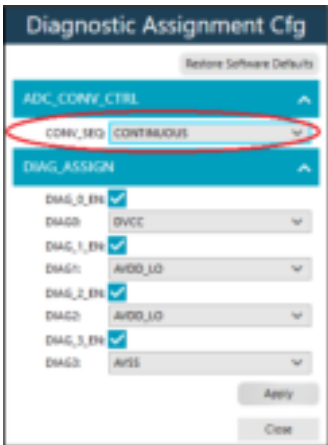 Diagnostic Assignment Cfg
Restore Software Defaults
ADC_CONV_CTRL
CONV_SEQ: CONTINUOUS
DIAG_ASSIGN
DIAG_0_EN:
DIAG0: DVCC
DIAG_1_EN:
DIAG1: AVDD_LO
DIAG_2_EN:
DIAG2: AVDD_LO
DIAG_3_EN:
DIAG3: AVSS
Apply
Close